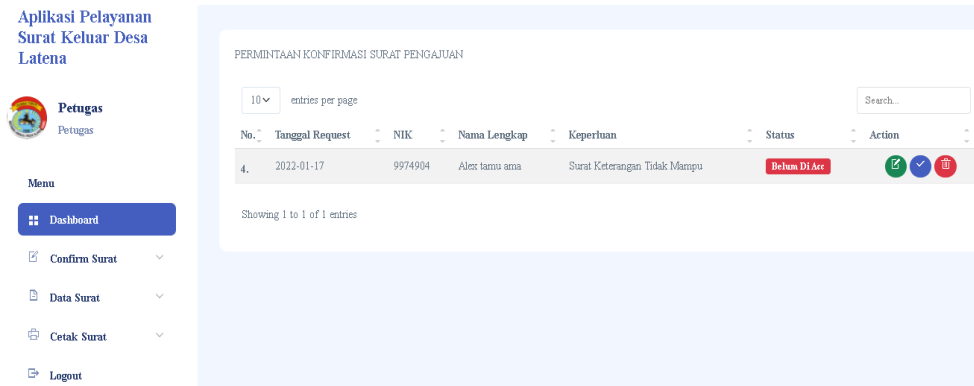 Aplikasi Pelayanan
Surat Keluar Desa
Latena
Petugas
Petugas
Menu
Dashboard
Confirm Surat
Data Surat
Cetak Surat
Logout
PERMINTAAN KONFIRMASI SURAT PENGAJUAN
10 entries per page
Search...
No. Tanggal Request NIK Nama Lengkap Keperluan Status Action
4. 2022-01-17 9974904 Alex tamu ama Surat Keterangan Tidak Mampu Belum Di Acc
Showing 1 to 1 of 1 entries